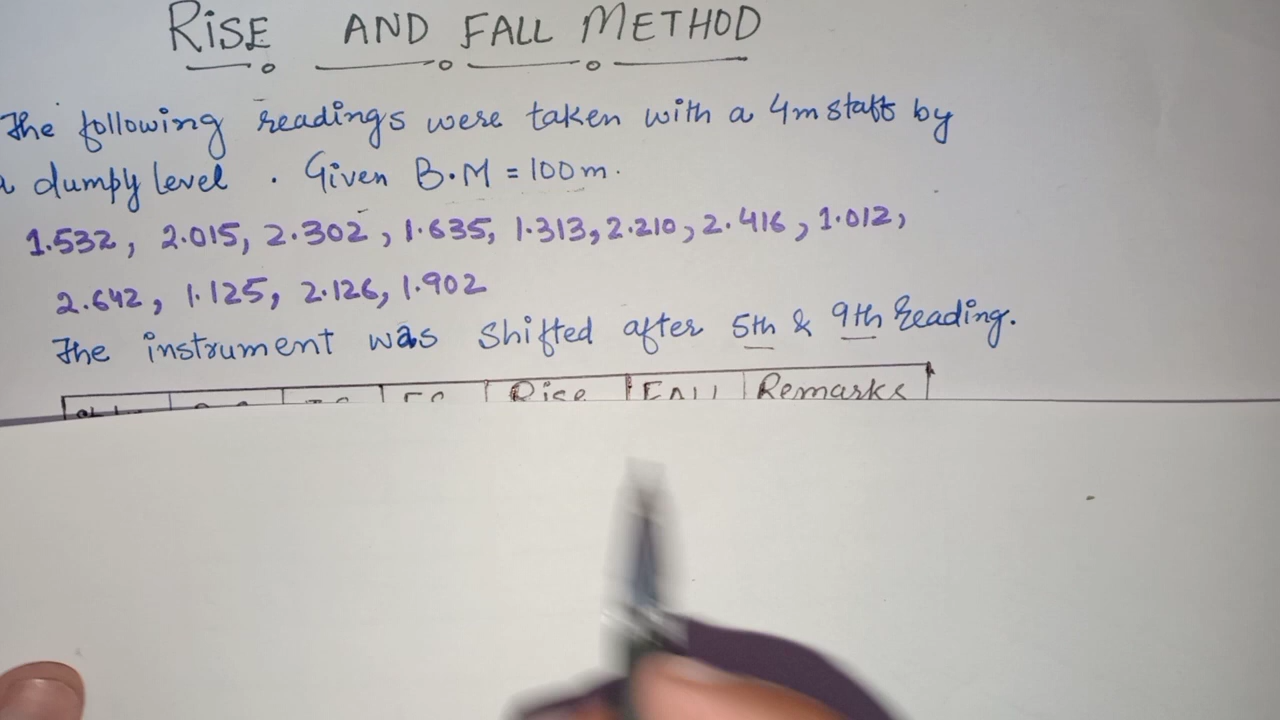 RiSE AND FALL METHOD
The following readings were taken with a 4m staff by
a dumpy level . Given B.M = 100m.
1.532, 2.015, 2.302, 1.635, 1.313, 2.210, 2.416, 1.012,
2.642, 1.125, 2.126, 1.902
The instrument was Shifted after 5th & 9th Reading.
Rise Fall Remarks